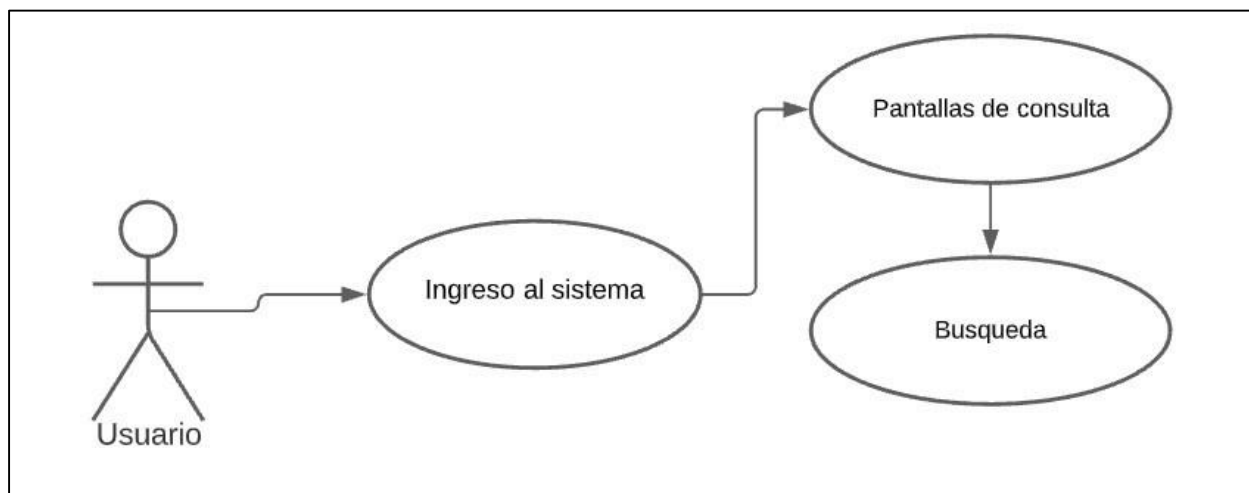 Pantallas de consulta
Ingreso al sistema
Busqueda
Usuario